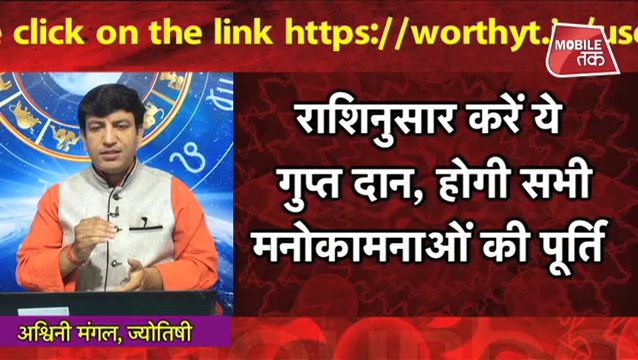 click on the link https://worthyt.i
MOBILE
तक
राशिनुसार करें ये
गुप्त दान, होगी सभी
मनोकामनाओं की पूर्ति
अश्विनी मंगल, ज्योतिषी